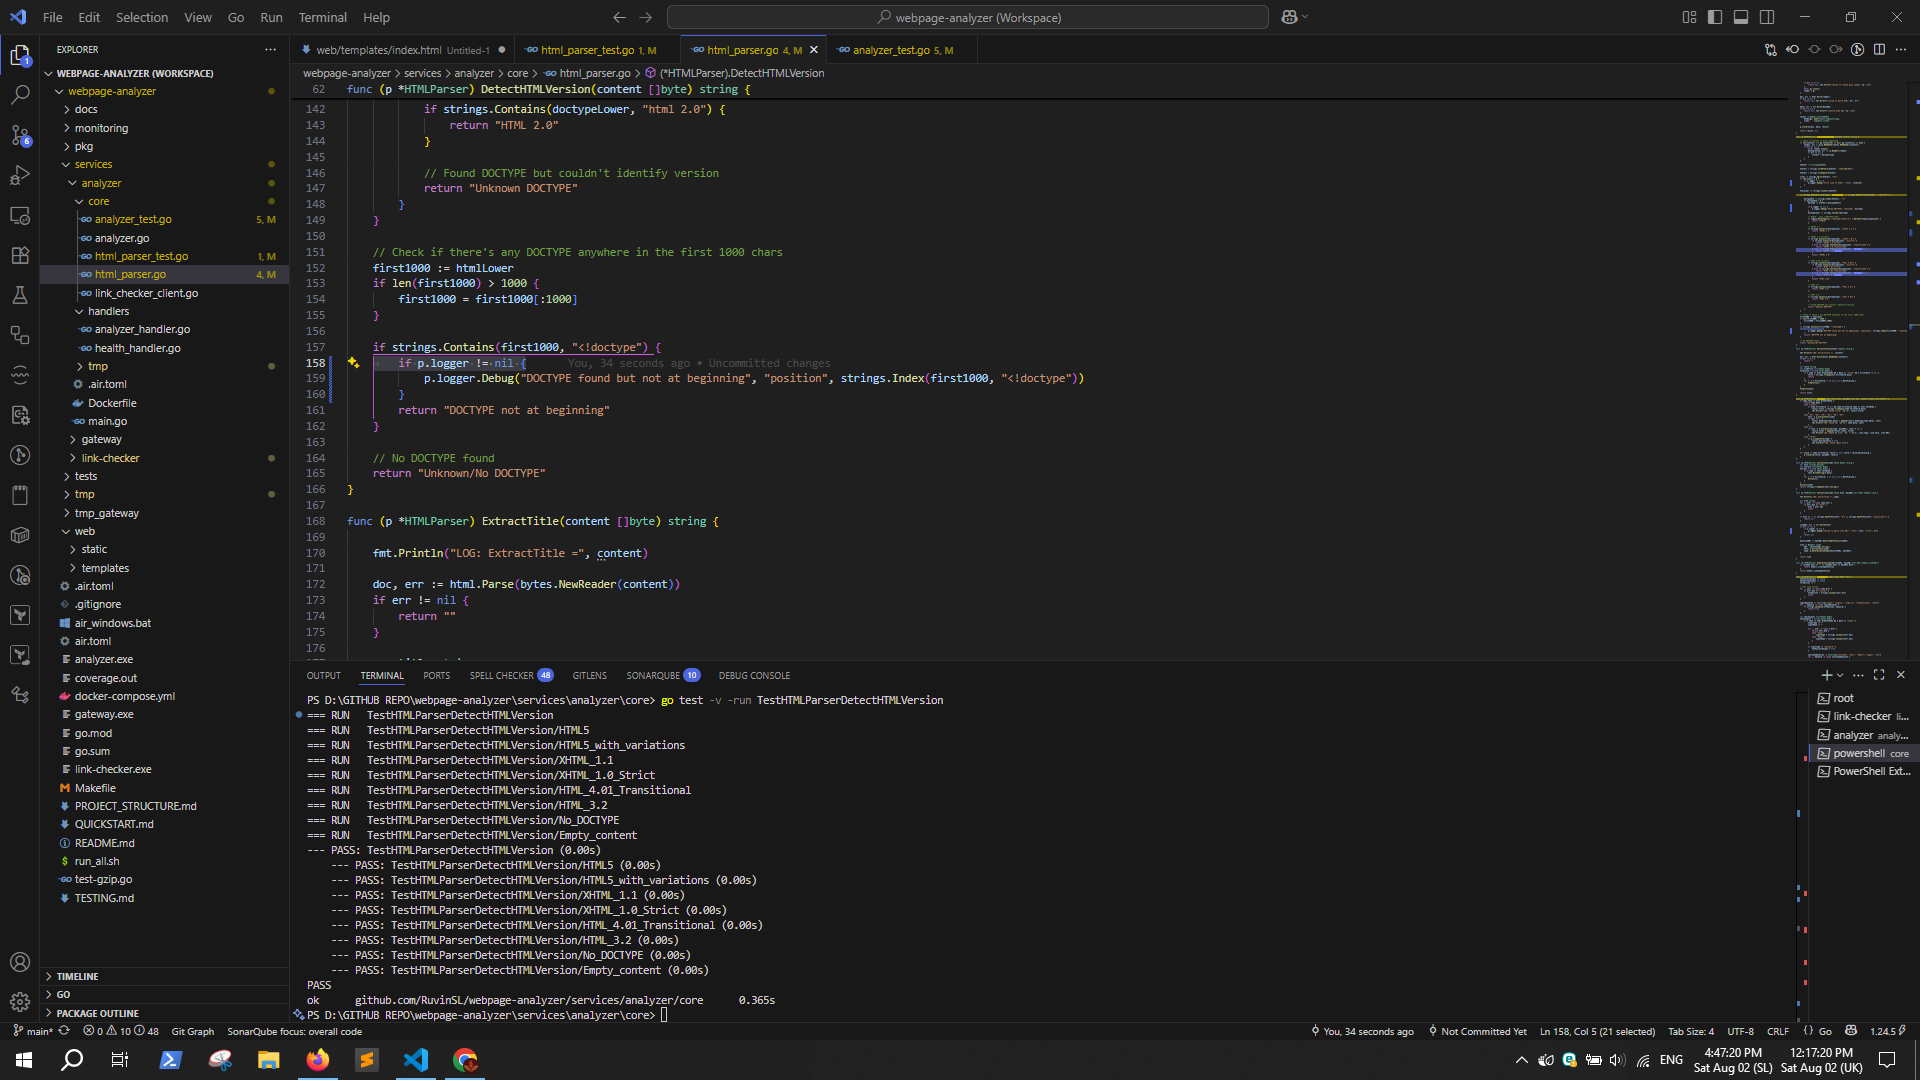 File Edit Selection View Go Run Terminal Help
webpage-analyzer (Workspace)
EXPLORER
WEBPAGE-ANALYZER (WORKSPACE)
webpage-analyzer
docs
monitoring
pkg
services
analyzer
core
analyzer_test.go 5, M
analyzer.go
html_parser_test.go 1, M
html_parser.go 4, M
link_checker_client.go
handlers
analyzer_handler.go
health_handler.go
tmp
.air.toml
Dockerfile
main.go
gateway
link-checker
tests
tmp
tmp_gateway
web
static
templates
.air.toml
.gitignore
air_windows.bat
air.toml
analyzer.exe
coverage.out
docker-compose.yml
gateway.exe
go.mod
go.sum
link-checker.exe
Makefile
PROJECT_STRUCTURE.md
QUICKSTART.md
README.md
run_all.sh
test-gzip.go
TESTING.md
TIMELINE
GO
PACKAGE OUTLINE
web/templates/index.html Untitled-1
html_parser_test.go 1, M
html_parser.go 4, M
analyzer_test.go 5, M
webpage-analyzer > services > analyzer > core > html_parser.go > (*HTMLParser).DetectHTMLVersion
62 func (p *HTMLParser) DetectHTMLVersion(content []byte) string {
142 if strings.Contains(doctypeLower, "html 2.0") {
143 return "HTML 2.0"
144 }
145
146 // Found DOCTYPE but couldn't identify version
147 return "Unknown DOCTYPE"
148 }
149 }
150
151 // Check if there's any DOCTYPE anywhere in the first 1000 chars
152 first1000 := htmlLower
153 if len(first1000) > 1000 {
154 first1000 = first1000[:1000]
155 }
156
157 if strings.Contains(first1000, "<!doctype") {
158 if p.logger != nil { You, 34 seconds ago • Uncommitted changes
159 p.logger.Debug("DOCTYPE found but not at beginning", "position", strings.Index(first1000, "<!doctype"))
160 }
161 return "DOCTYPE not at beginning"
162 }
163
164 // No DOCTYPE found
165 return "Unknown/No DOCTYPE"
166 }
167
168 func (p *HTMLParser) ExtractTitle(content []byte) string {
169
170 fmt.Println("LOG: ExtractTitle =", content)
171
172 doc, err := html.Parse(bytes.NewReader(content))
173 if err != nil {
174 return ""
175 }
176
OUTPUT TERMINAL PORTS SPELL CHECKER 48 GITLENS SONARQUBE 10 DEBUG CONSOLE
PS D:\GITHUB REPO\webpage-analyzer\services\analyzer\core> go test -v -run TestHTMLParserDetectHTMLVersion
=== RUN TestHTMLParserDetectHTMLVersion
=== RUN TestHTMLParserDetectHTMLVersion/HTML5
=== RUN TestHTMLParserDetectHTMLVersion/HTML5_with_variations
=== RUN TestHTMLParserDetectHTMLVersion/XHTML_1.1
=== RUN TestHTMLParserDetectHTMLVersion/XHTML_1.0_Strict
=== RUN TestHTMLParserDetectHTMLVersion/HTML_4.01_Transitional
=== RUN TestHTMLParserDetectHTMLVersion/HTML_3.2
=== RUN TestHTMLParserDetectHTMLVersion/No_DOCTYPE
=== RUN TestHTMLParserDetectHTMLVersion/Empty_content
--- PASS: TestHTMLParserDetectHTMLVersion (0.00s)
--- PASS: TestHTMLParserDetectHTMLVersion/HTML5 (0.00s)
--- PASS: TestHTMLParserDetectHTMLVersion/HTML5_with_variations (0.00s)
--- PASS: TestHTMLParserDetectHTMLVersion/XHTML_1.1 (0.00s)
--- PASS: TestHTMLParserDetectHTMLVersion/XHTML_1.0_Strict (0.00s)
--- PASS: TestHTMLParserDetectHTMLVersion/HTML_4.01_Transitional (0.00s)
--- PASS: TestHTMLParserDetectHTMLVersion/HTML_3.2 (0.00s)
--- PASS: TestHTMLParserDetectHTMLVersion/No_DOCTYPE (0.00s)
--- PASS: TestHTMLParserDetectHTMLVersion/Empty_content (0.00s)
PASS
ok github.com/RuvinSL/webpage-analyzer/services/analyzer/core 0.365s
PS D:\GITHUB REPO\webpage-analyzer\services\analyzer\core>
root
link-checker li...
analyzer analy...
powershell core
PowerShell Ext...
main* 0 10 48 Git Graph SonarQube focus: overall code
You, 34 seconds ago Not Committed Yet Ln 158, Col 5 (21 selected) Tab Size: 4 UTF-8 CRLF Go 1.24.5
ENG
4:47:20 PM 12:17:20 PM
Sat Aug 02 (SL) Sat Aug 02 (UK)